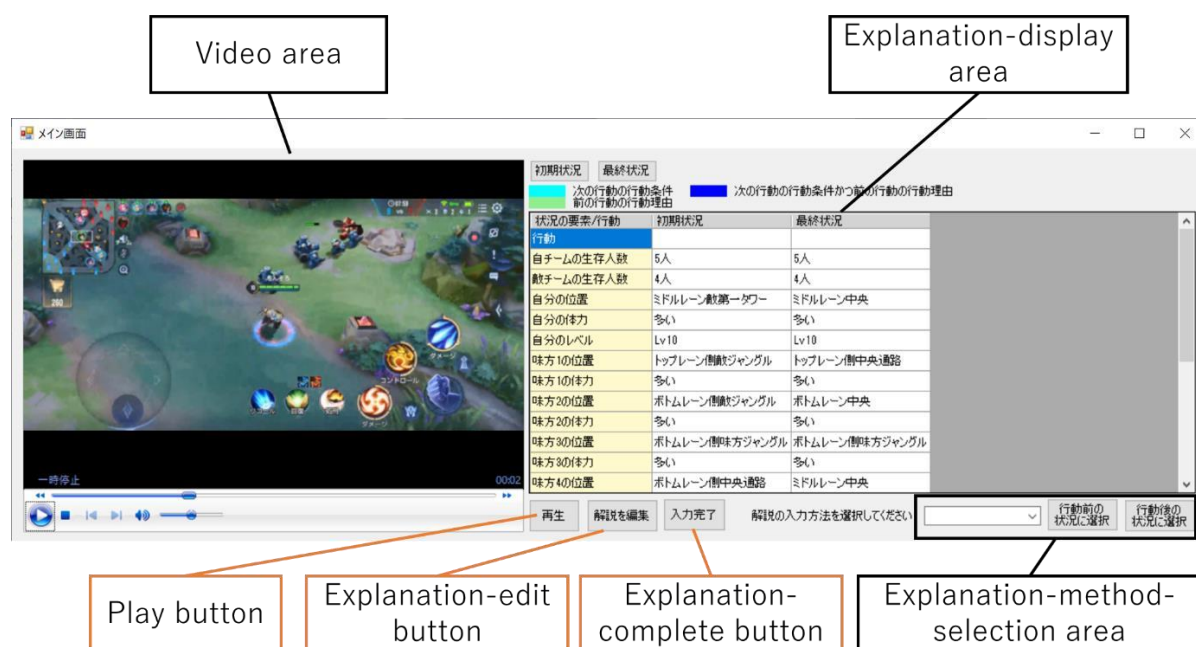 Video area
Explanation-display
area
メイン画面
初期状況 最終状況
次の行動の行動条件 次の行動の行動条件かつ前の行動の行動理由
前の行動の行動理由
状況の要素/行動 初期状況 最終状況
行動
自チームの生存人数 5人 5人
敵チームの生存人数 4人 4人
自分の位置 ミドルレーン敵第一タワー ミドルレーン中央
自分の体力 多い 多い
自分のレベル Lv10 Lv10
味方1の位置 トップレーン側敵ジャングル トップレーン側中央通路
味方1の体力 多い 多い
味方2の位置 ボトムレーン側敵ジャングル ボトムレーン中央
味方2の体力 多い 多い
味方3の位置 ボトムレーン側味方ジャングル ボトムレーン側味方ジャングル
味方3の体力 多い 多い
味方4の位置 ボトムレーン側中央通路 ミドルレーン中央
ダメージ
コントロール
ダメージ
一時停止 00:02
再生 解説を編集 入力完了 解説の入力方法を選択してください
行動前の
状況に選択
行動後の
状況に選択
Play button
Explanation-edit
button
Explanation-
complete button
Explanation-method-
selection area